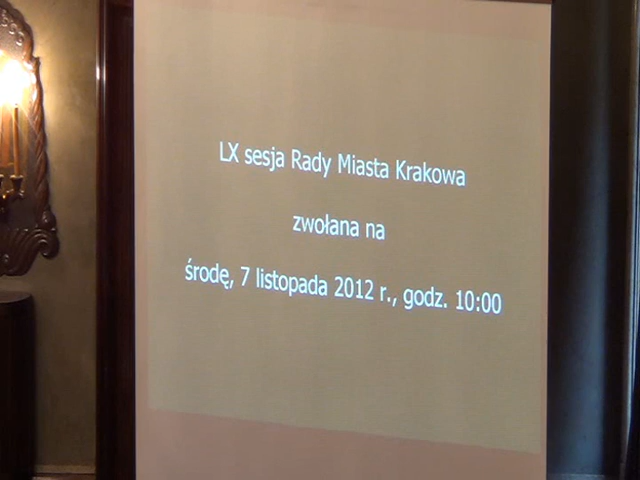 LX sesja Rady Miasta Krakowa
zwołana na
środę, 7 listopada 2012 r., godz. 10:00